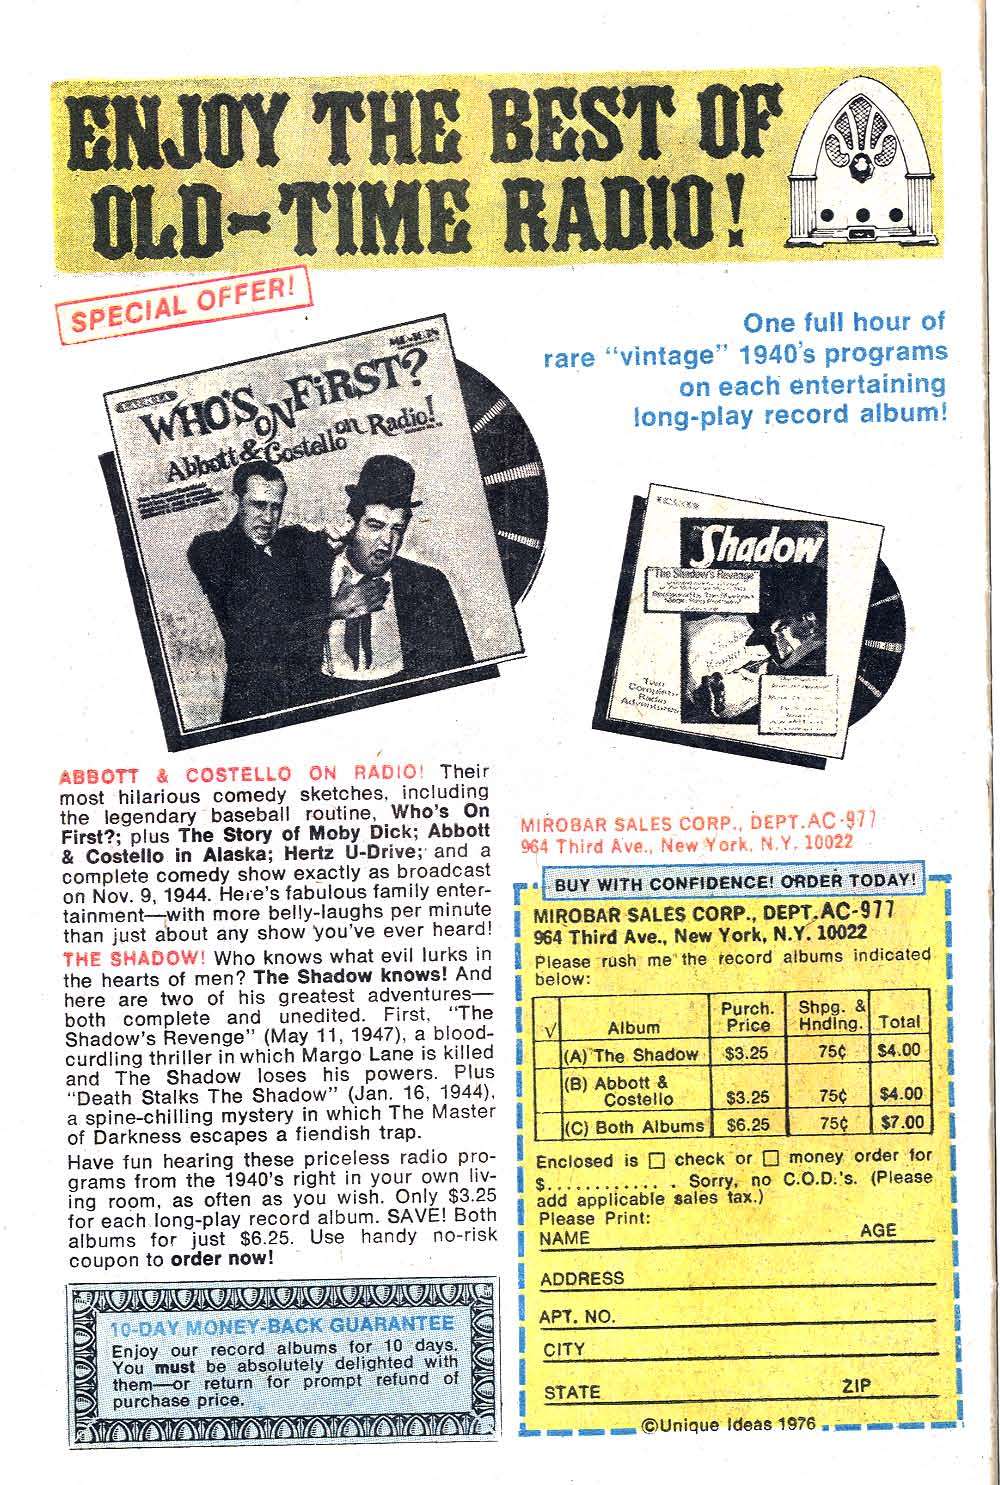 ENJOY THE BEST OF
OLD-TIME RADIO!
SPECIAL OFFER!
One full hour of
rare "vintage" 1940's programs
on each entertaining
long-play record album!
WHO'S
ON
FIRST?
Abbott & Costello on Radio!
The Shadow
"The Shadow's Revenge"
Two
Complete
Radio
Adventures
ABBOTT & COSTELLO ON RADIO! Their
most hilarious comedy sketches, including
the legendary baseball routine, Who's On
First?; plus The Story of Moby Dick; Abbott
& Costello in Alaska; Hertz U-Drive; and a
complete comedy show exactly as broadcast
on Nov. 9, 1944. Here's fabulous family enter-
tainment—with more belly-laughs per minute
than just about any show you've ever heard!
THE SHADOW! Who knows what evil lurks in
the hearts of men? The Shadow knows! And
here are two of his greatest adventures—
both complete and unedited. First, "The
Shadow's Revenge" (May 11, 1947), a blood-
curdling thriller in which Margo Lane is killed
and The Shadow loses his powers. Plus
"Death Stalks The Shadow" (Jan. 16, 1944),
a spine-chilling mystery in which The Master
of Darkness escapes a fiendish trap.
Have fun hearing these priceless radio pro-
grams from the 1940's right in your own liv-
ing room, as often as you wish. Only $3.25
for each long-play record album. SAVE! Both
albums for just $6.25. Use handy no-risk
coupon to order now!
10-DAY MONEY-BACK GUARANTEE
Enjoy our record albums for 10 days.
You must be absolutely delighted with
them—or return for prompt refund of
purchase price.
MIROBAR SALES CORP., DEPT. AC-977
964 Third Ave., New York, N.Y. 10022
BUY WITH CONFIDENCE! ORDER TODAY!
MIROBAR SALES CORP., DEPT. AC-977
964 Third Ave., New York, N.Y. 10022
Please rush me the record albums indicated
below:
√ Album Purch. Price Shpg. & Hndlng. Total
(A) The Shadow $3.25 75¢ $4.00
(B) Abbott & Costello $3.25 75¢ $4.00
(C) Both Albums $6.25 75¢ $7.00
Enclosed is □ check or □ money order for
$............ Sorry, no C.O.D.'s. (Please
add applicable sales tax.)
Please Print:
NAME AGE
ADDRESS
APT. NO.
CITY
STATE ZIP
©Unique Ideas 1976